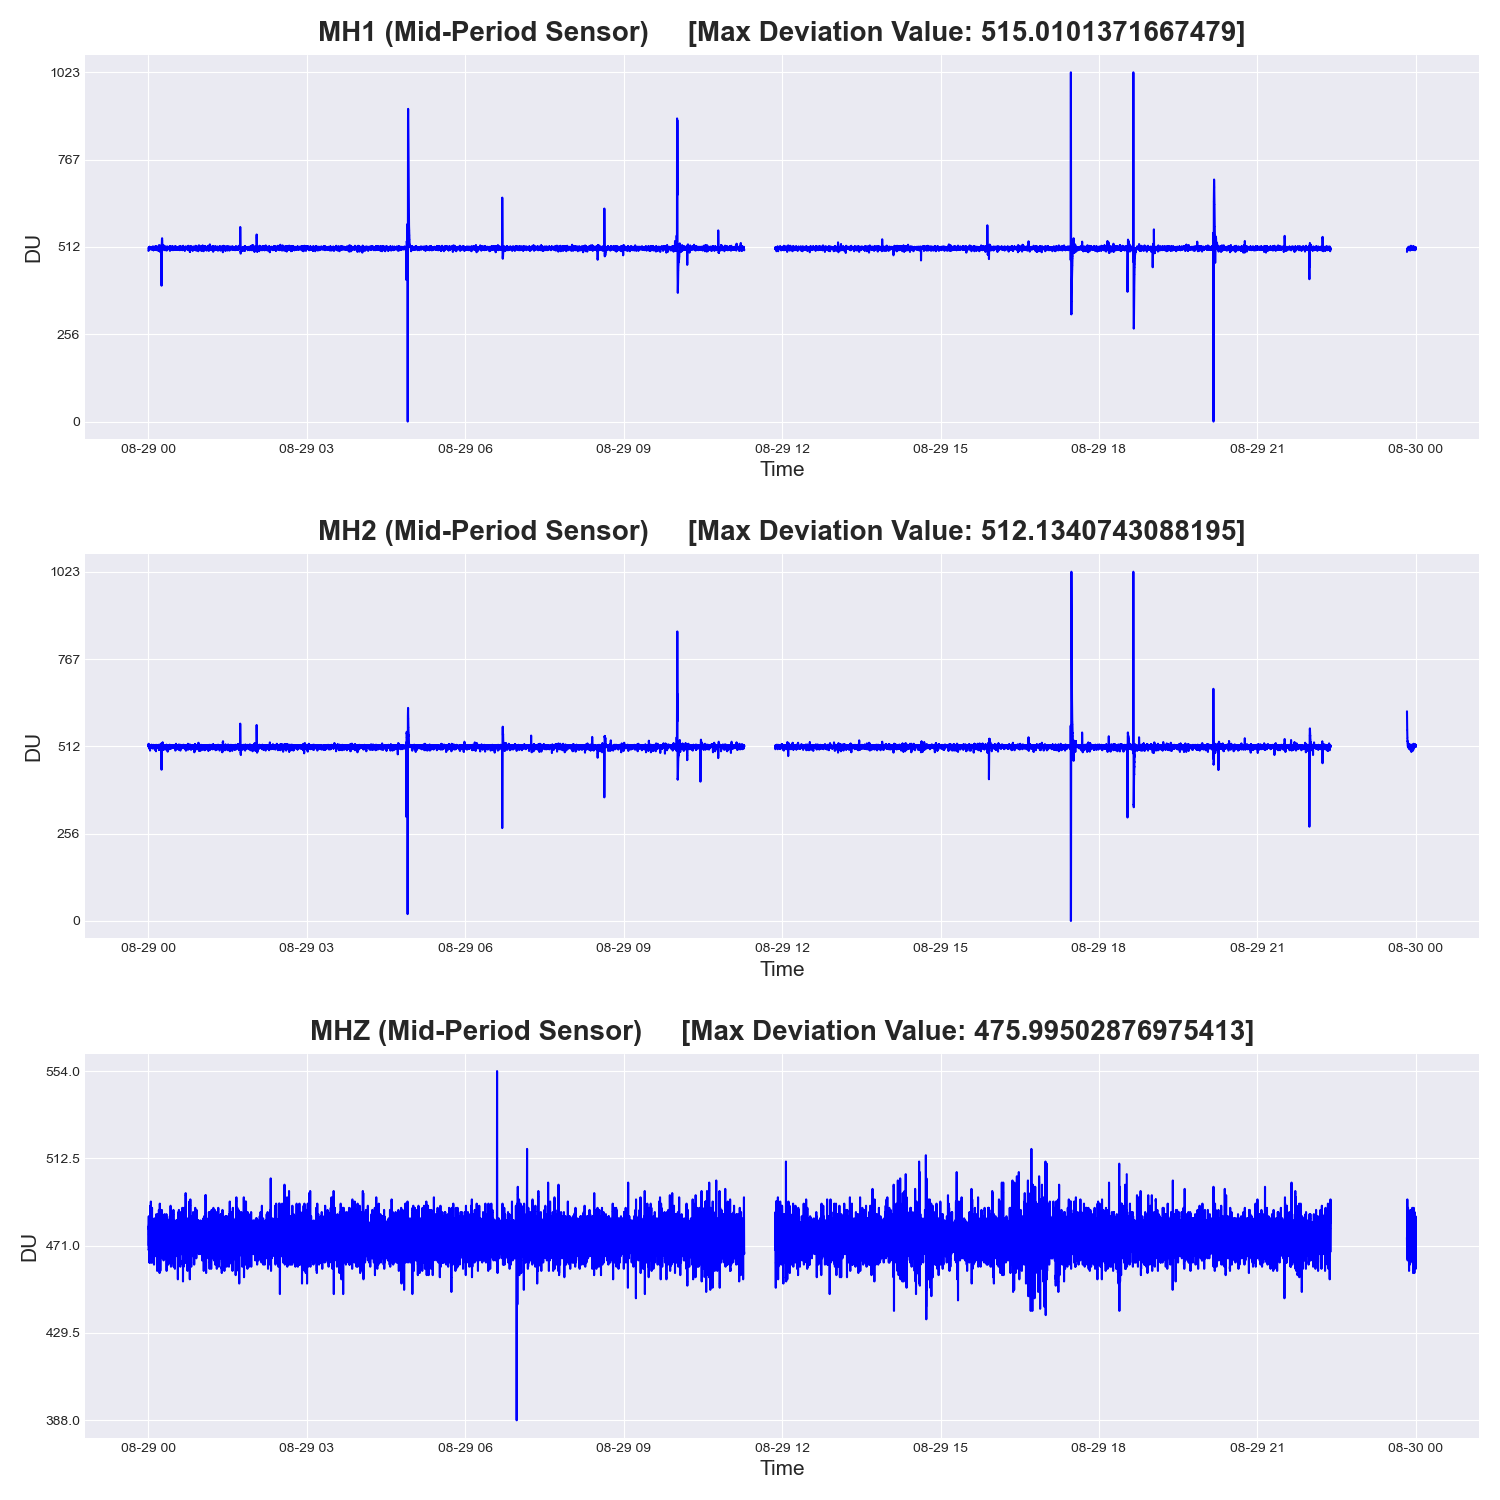 MH1 (Mid-Period Sensor) [Max Deviation Value: 515.0101371667479]
1023
767
512
256
0
DU
08-29 00 08-29 03 08-29 06 08-29 09 08-29 12 08-29 15 08-29 18 08-29 21 08-30 00
Time
MH2 (Mid-Period Sensor) [Max Deviation Value: 512.1340743088195]
1023
767
512
256
0
DU
08-29 00 08-29 03 08-29 06 08-29 09 08-29 12 08-29 15 08-29 18 08-29 21 08-30 00
Time
MHZ (Mid-Period Sensor) [Max Deviation Value: 475.99502876975413]
554.0
512.5
471.0
429.5
388.0
DU
08-29 00 08-29 03 08-29 06 08-29 09 08-29 12 08-29 15 08-29 18 08-29 21 08-30 00
Time